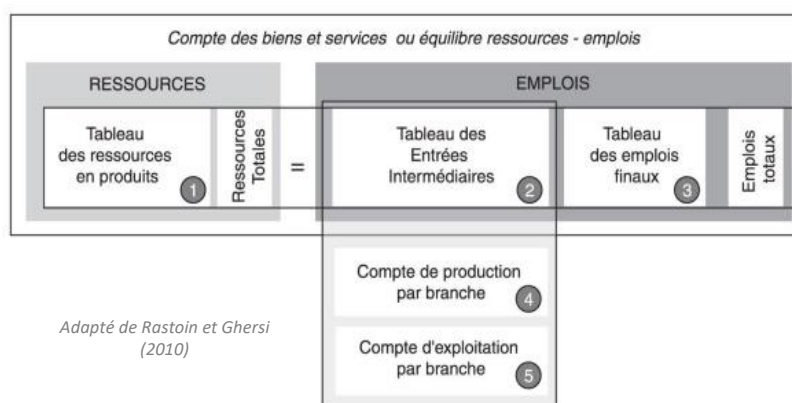 Compte des biens et services ou équilibre ressources - emplois
RESSOURCES
EMPLOIS
Tableau
des ressources
en produits
1
Ressources
Totales
=
Tableau des
Entrées
Intermédiaires
2
Tableau
des emplois
finaux
3
Emplois
totaux
Compte de production
par branche
4
Compte d'exploitation
par branche
5
Adapté de Rastoin et Ghersi
(2010)